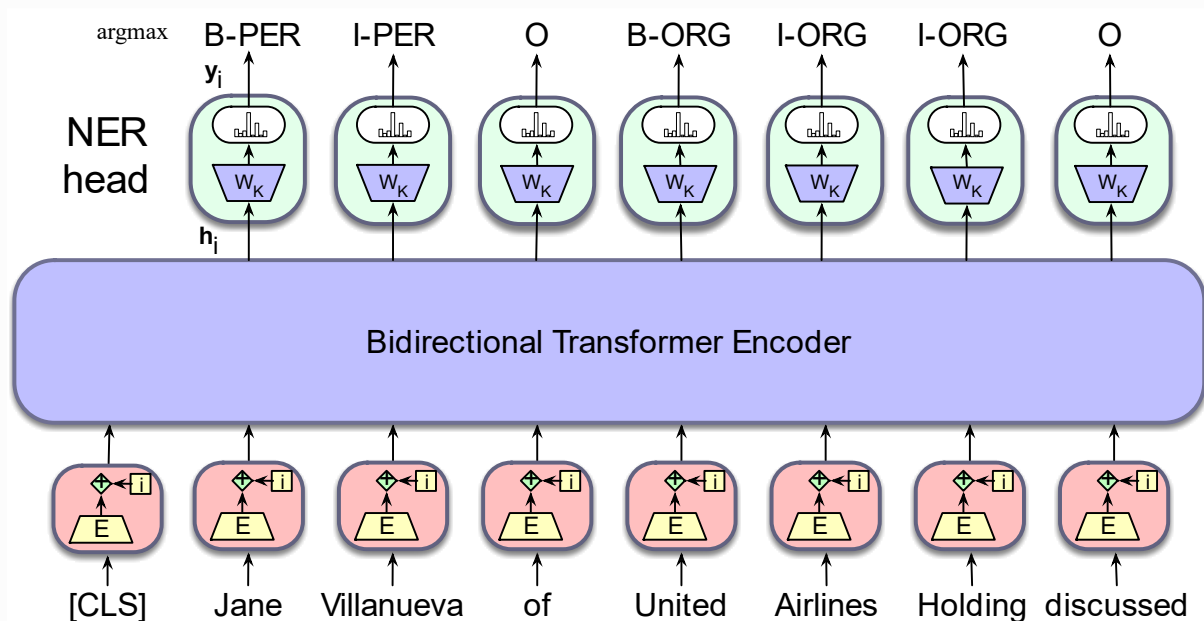 argmax B-PER I-PER O B-ORG I-ORG I-ORG O
yi
NER
head
WK WK WK WK WK WK WK
hi
Bidirectional Transformer Encoder
+ i + i + i + i + i + i + i + i
E E E E E E E E
[CLS] Jane Villanueva of United Airlines Holding discussed